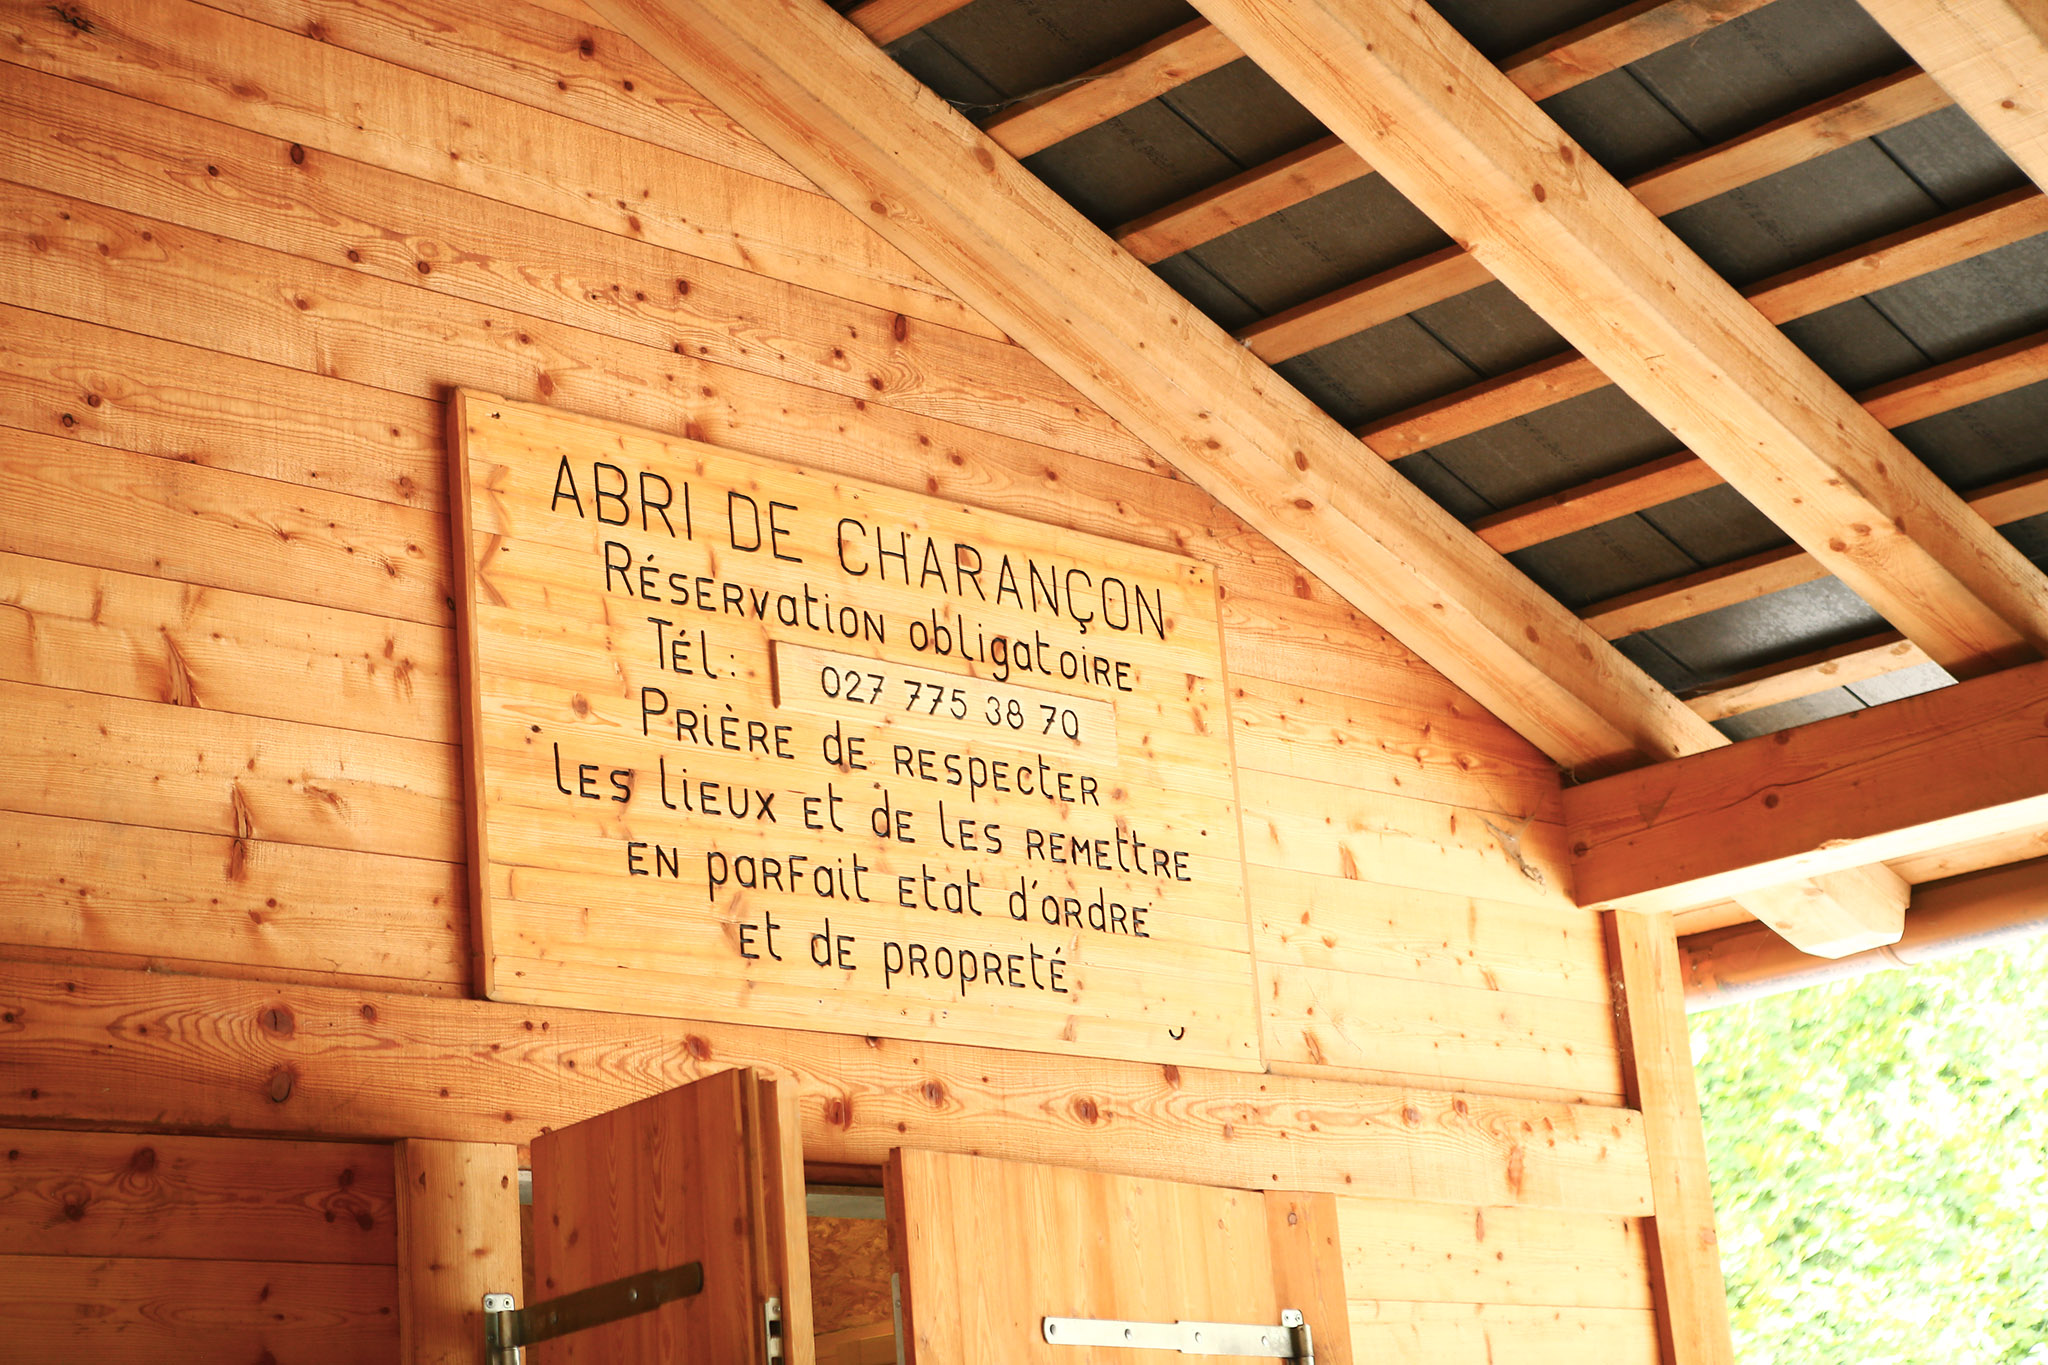 ABRI DE CHARANÇON
Réservation obligatoire
Tél: 027 775 38 70
Prière de respecter
les lieux et de les remettre
en parfait etat d'ordre
et de propreté